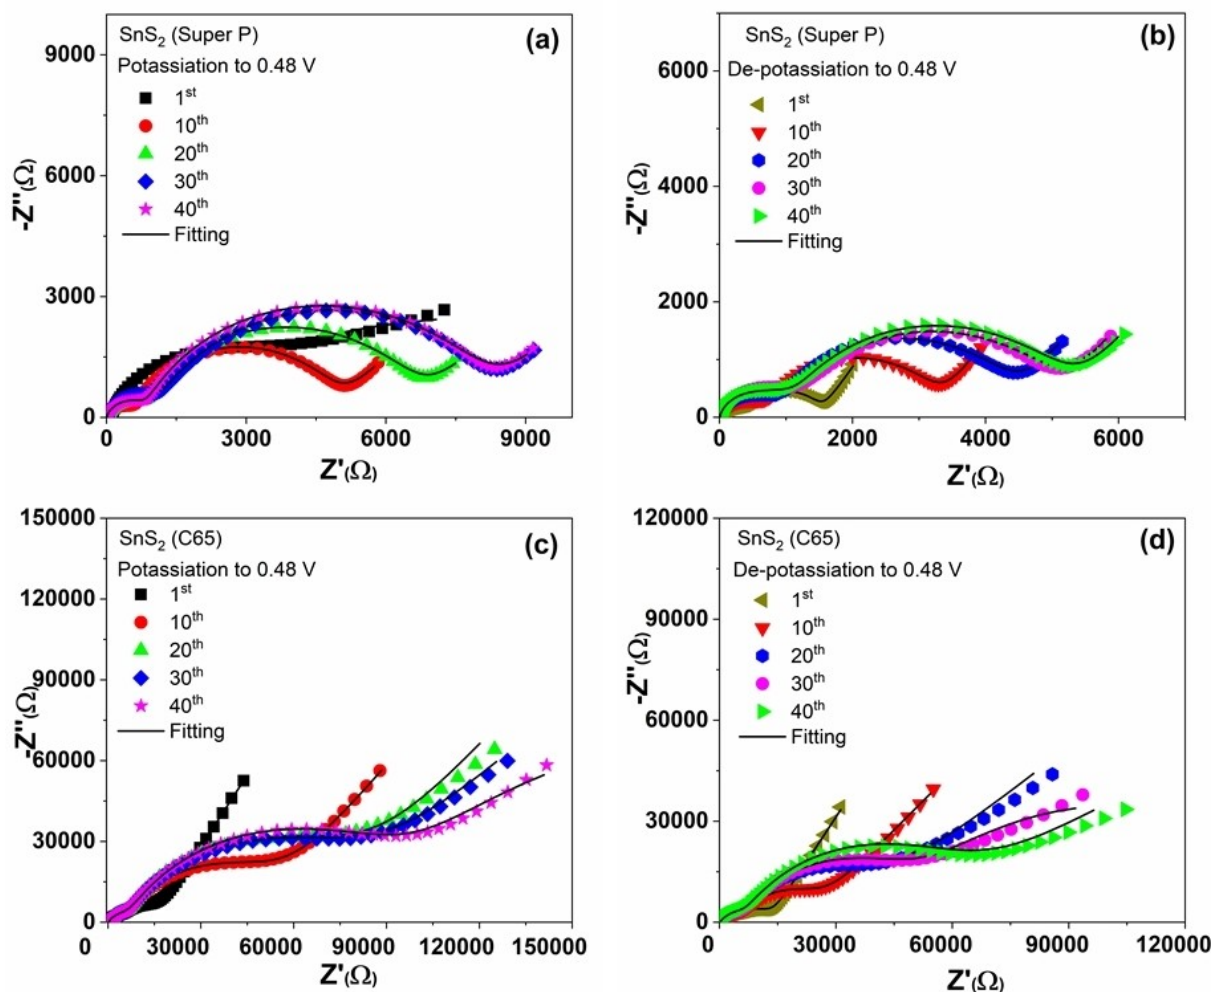 SnS₂ (Super P)
(a)
Potassiation to 0.48 V
1st
10th
20th
30th
40th
Fitting
-Z''(Ω)
9000
6000
3000
0
0 3000 6000 9000
Z'(Ω)
SnS₂ (Super P)
(b)
De-potassiation to 0.48 V
1st
10th
20th
30th
40th
Fitting
-Z''(Ω)
6000
4000
2000
0
0 2000 4000 6000
Z'(Ω)
SnS₂ (C65)
(c)
Potassiation to 0.48 V
1st
10th
20th
30th
40th
Fitting
-Z''(Ω)
150000
120000
90000
60000
30000
0
0 30000 60000 90000 120000 150000
Z'(Ω)
SnS₂ (C65)
(d)
De-potassiation to 0.48 V
1st
10th
20th
30th
40th
Fitting
-Z''(Ω)
120000
90000
60000
30000
0
0 30000 60000 90000 120000
Z'(Ω)